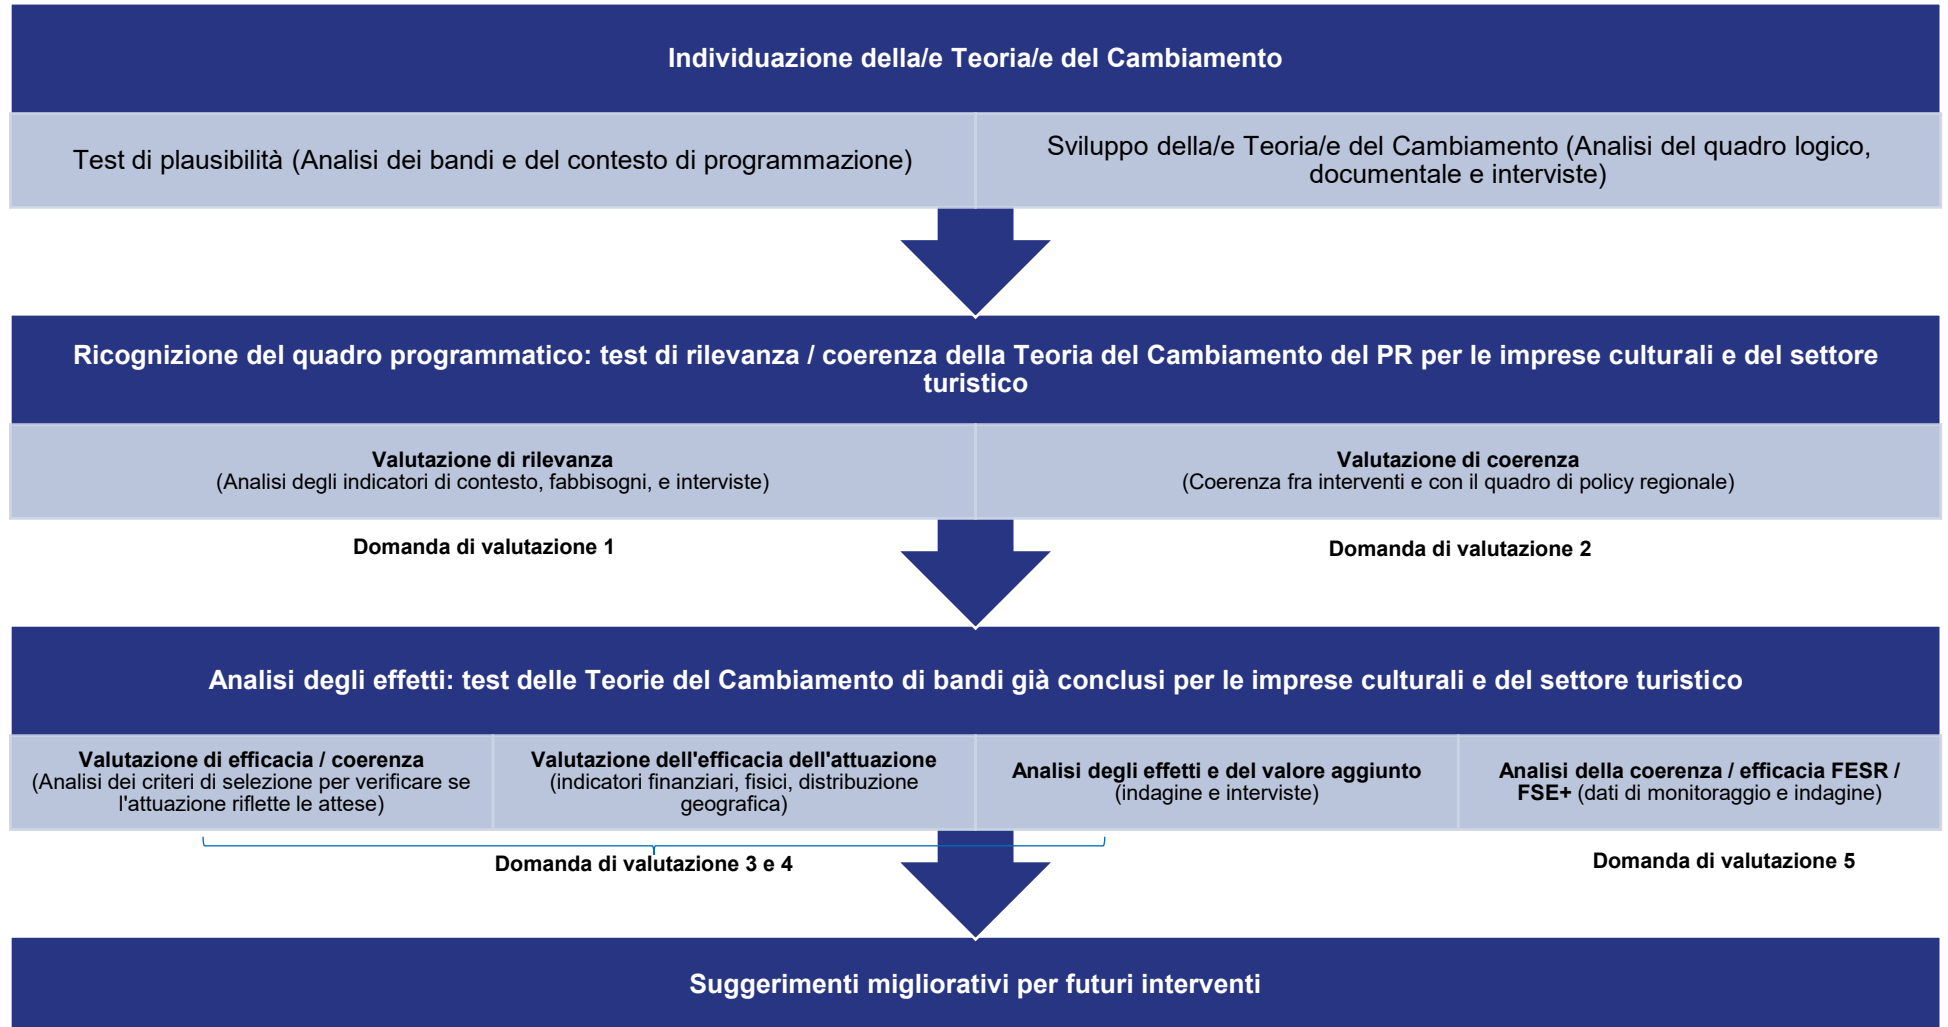 Individuazione della/e Teoria/e del Cambiamento
Test di plausibilità (Analisi dei bandi e del contesto di programmazione)
Sviluppo della/e Teoria/e del Cambiamento (Analisi del quadro logico,
documentale e interviste)
Ricognizione del quadro programmatico: test di rilevanza / coerenza della Teoria del Cambiamento del PR per le imprese culturali e del settore
turistico
Valutazione di rilevanza
(Analisi degli indicatori di contesto, fabbisogni, e interviste)
Valutazione di coerenza
(Coerenza fra interventi e con il quadro di policy regionale)
Domanda di valutazione 1
Domanda di valutazione 2
Analisi degli effetti: test delle Teorie del Cambiamento di bandi già conclusi per le imprese culturali e del settore turistico
Valutazione di efficacia / coerenza
(Analisi dei criteri di selezione per verificare se
l'attuazione riflette le attese)
Valutazione dell'efficacia dell'attuazione
(indicatori finanziari, fisici, distribuzione
geografica)
Analisi degli effetti e del valore aggiunto
(indagine e interviste)
Analisi della coerenza / efficacia FESR /
FSE+ (dati di monitoraggio e indagine)
Domanda di valutazione 3 e 4
Domanda di valutazione 5
Suggerimenti migliorativi per futuri interventi